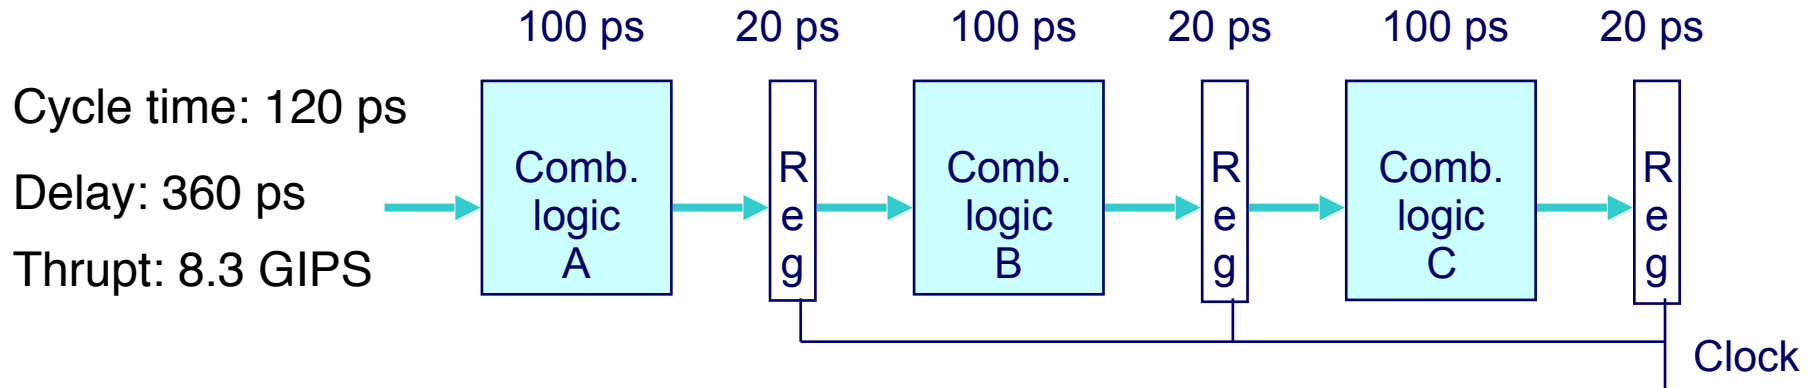 100 ps 20 ps 100 ps 20 ps 100 ps 20 ps
Cycle time: 120 ps
Delay: 360 ps
Thrupt: 8.3 GIPS
Comb.
logic
A
R
e
g
Comb.
logic
B
R
e
g
Comb.
logic
C
R
e
g
Clock